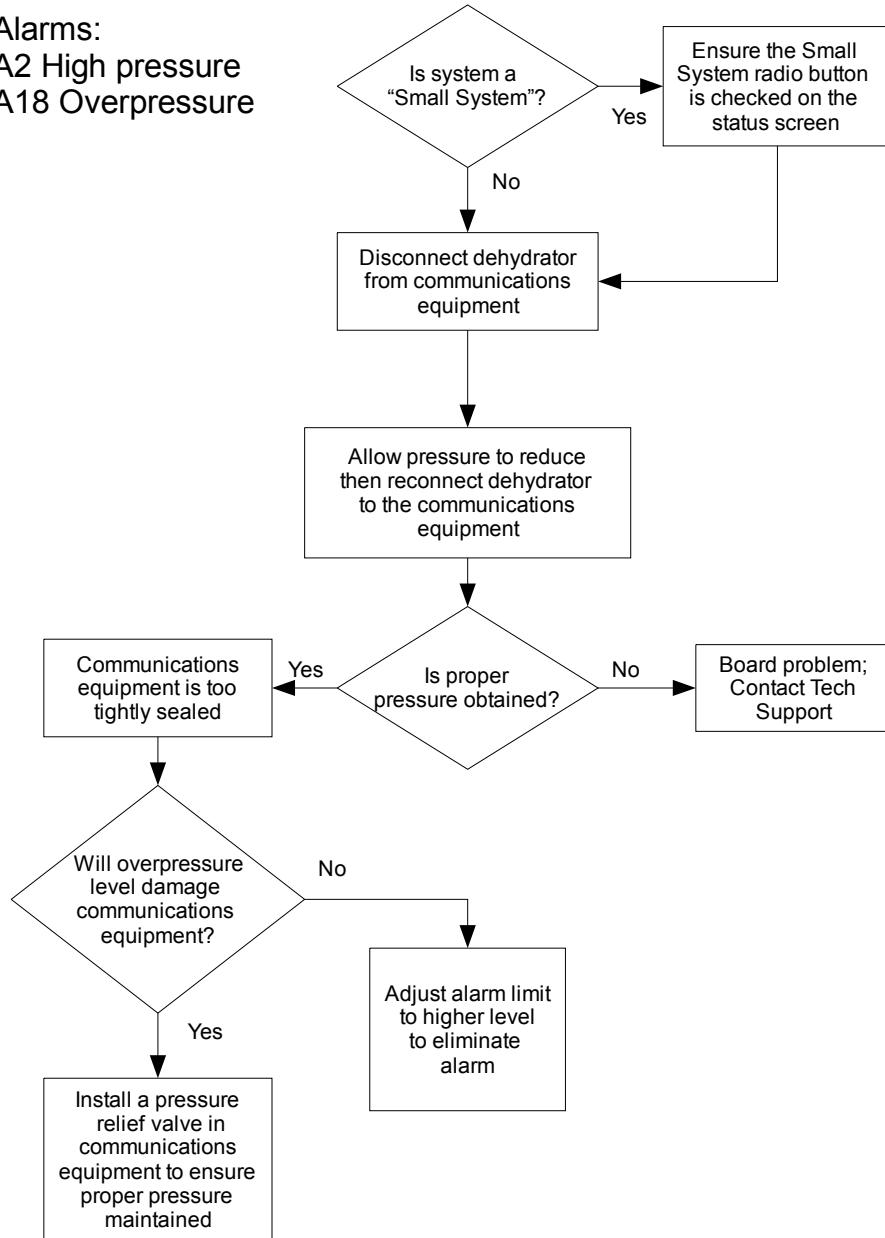 Alarms:
A2 High pressure
A18 Overpressure
Is system a
“Small System”?
Yes
Ensure the Small
System radio button
is checked on the
status screen
No
Disconnect dehydrator
from communications
equipment
Allow pressure to reduce
then reconnect dehydrator
to the communications
equipment
Is proper
pressure obtained?
Yes
Communications
equipment is too
tightly sealed
No
Board problem;
Contact Tech
Support
Will overpressure
level damage
communications
equipment?
No
Adjust alarm limit
to higher level
to eliminate
alarm
Yes
Install a pressure
relief valve in
communications
equipment to ensure
proper pressure
maintained